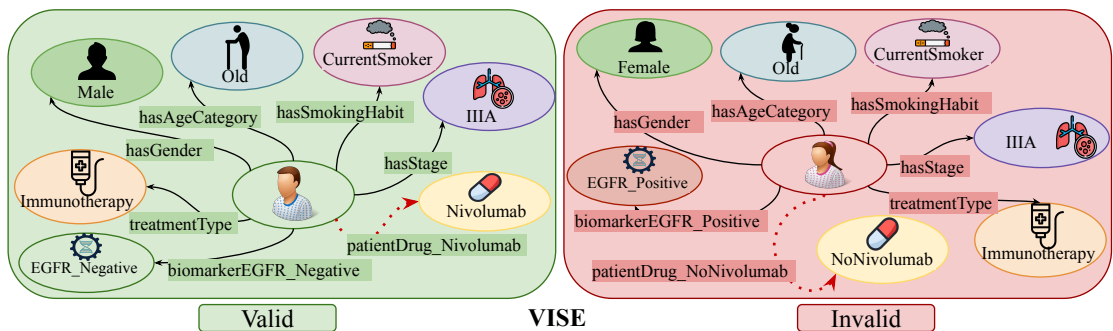 Male
Old
CurrentSmoker
IIIA
hasAgeCategory
hasSmokingHabit
hasGender
hasStage
Immunotherapy
treatmentType
Nivolumab
patientDrug_Nivolumab
EGFR_Negative
biomarkerEGFR_Negative
Valid
VISE
Female
Old
CurrentSmoker
hasAgeCategory
hasSmokingHabit
hasGender
IIIA
hasStage
EGFR_Positive
treatmentType
biomarkerEGFR_Positive
Immunotherapy
NoNivolumab
patientDrug_NoNivolumab
Invalid